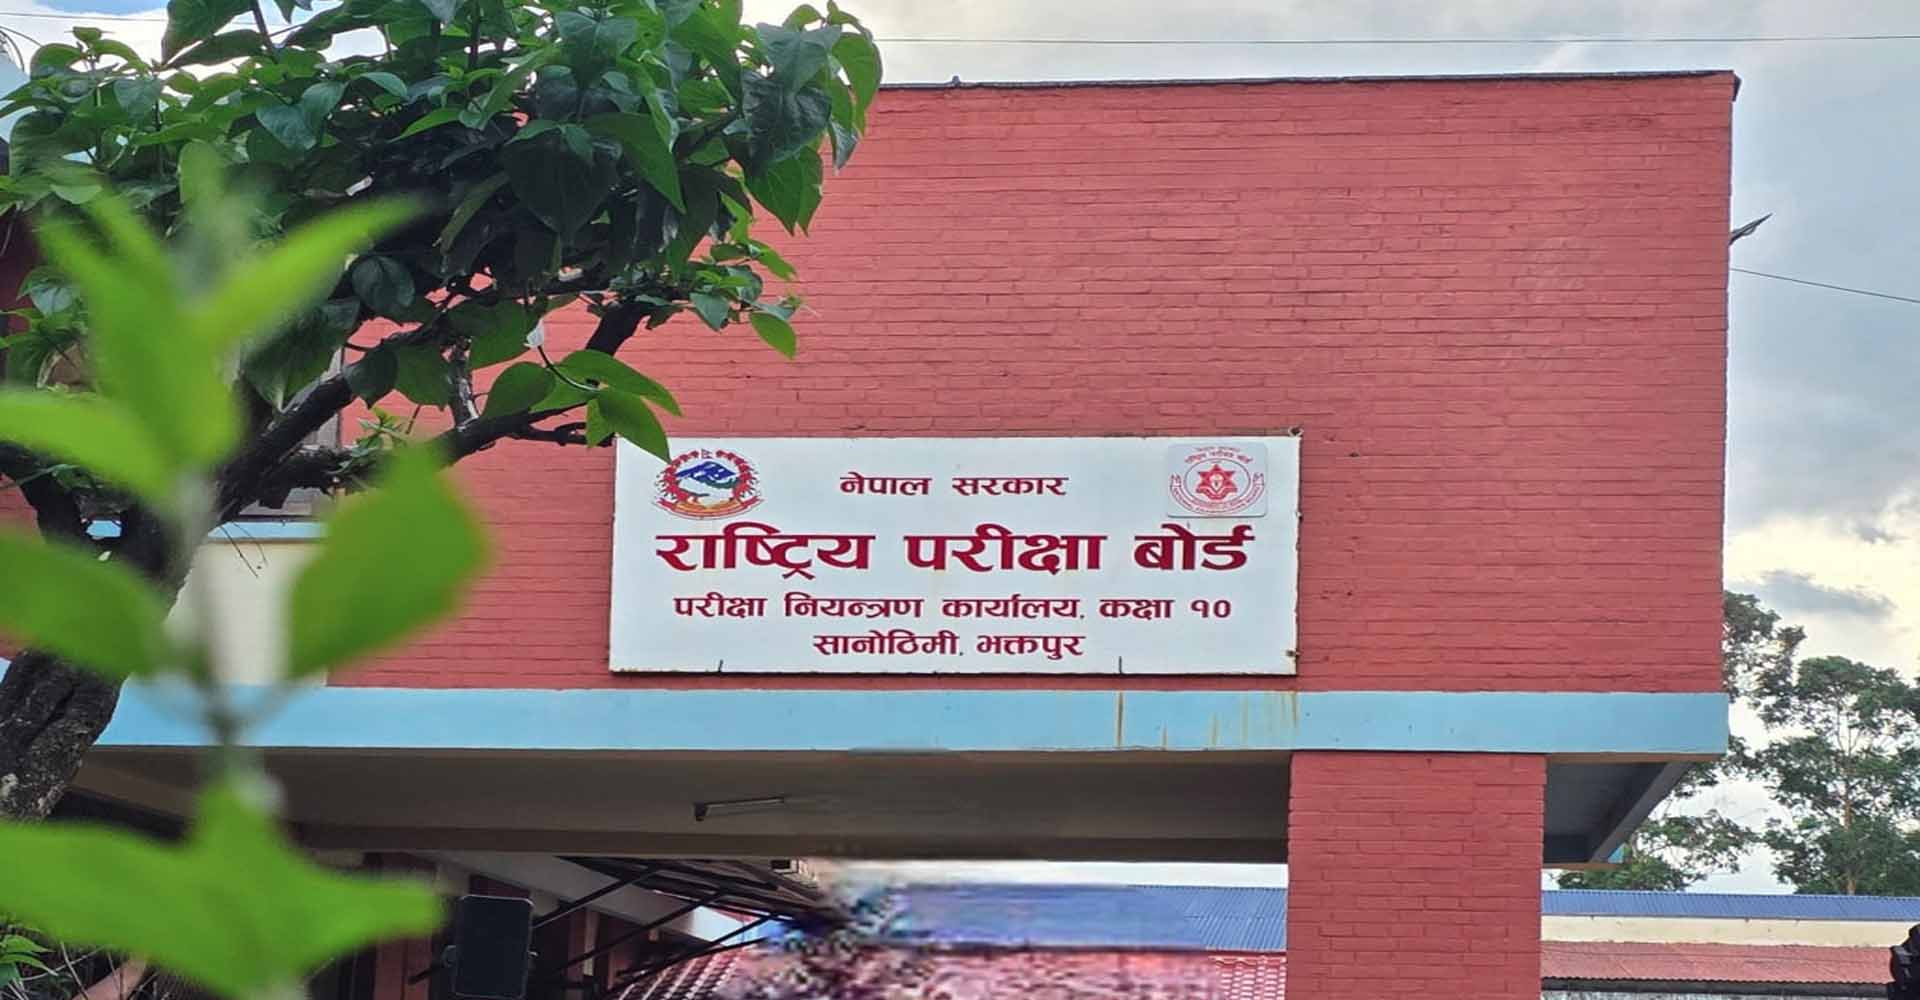 नेपाल सरकार
राष्ट्रिय परीक्षा बोर्ड
परीक्षा नियन्त्रण कार्यालय, कक्षा १०
सानोठिमी, भक्तपुर